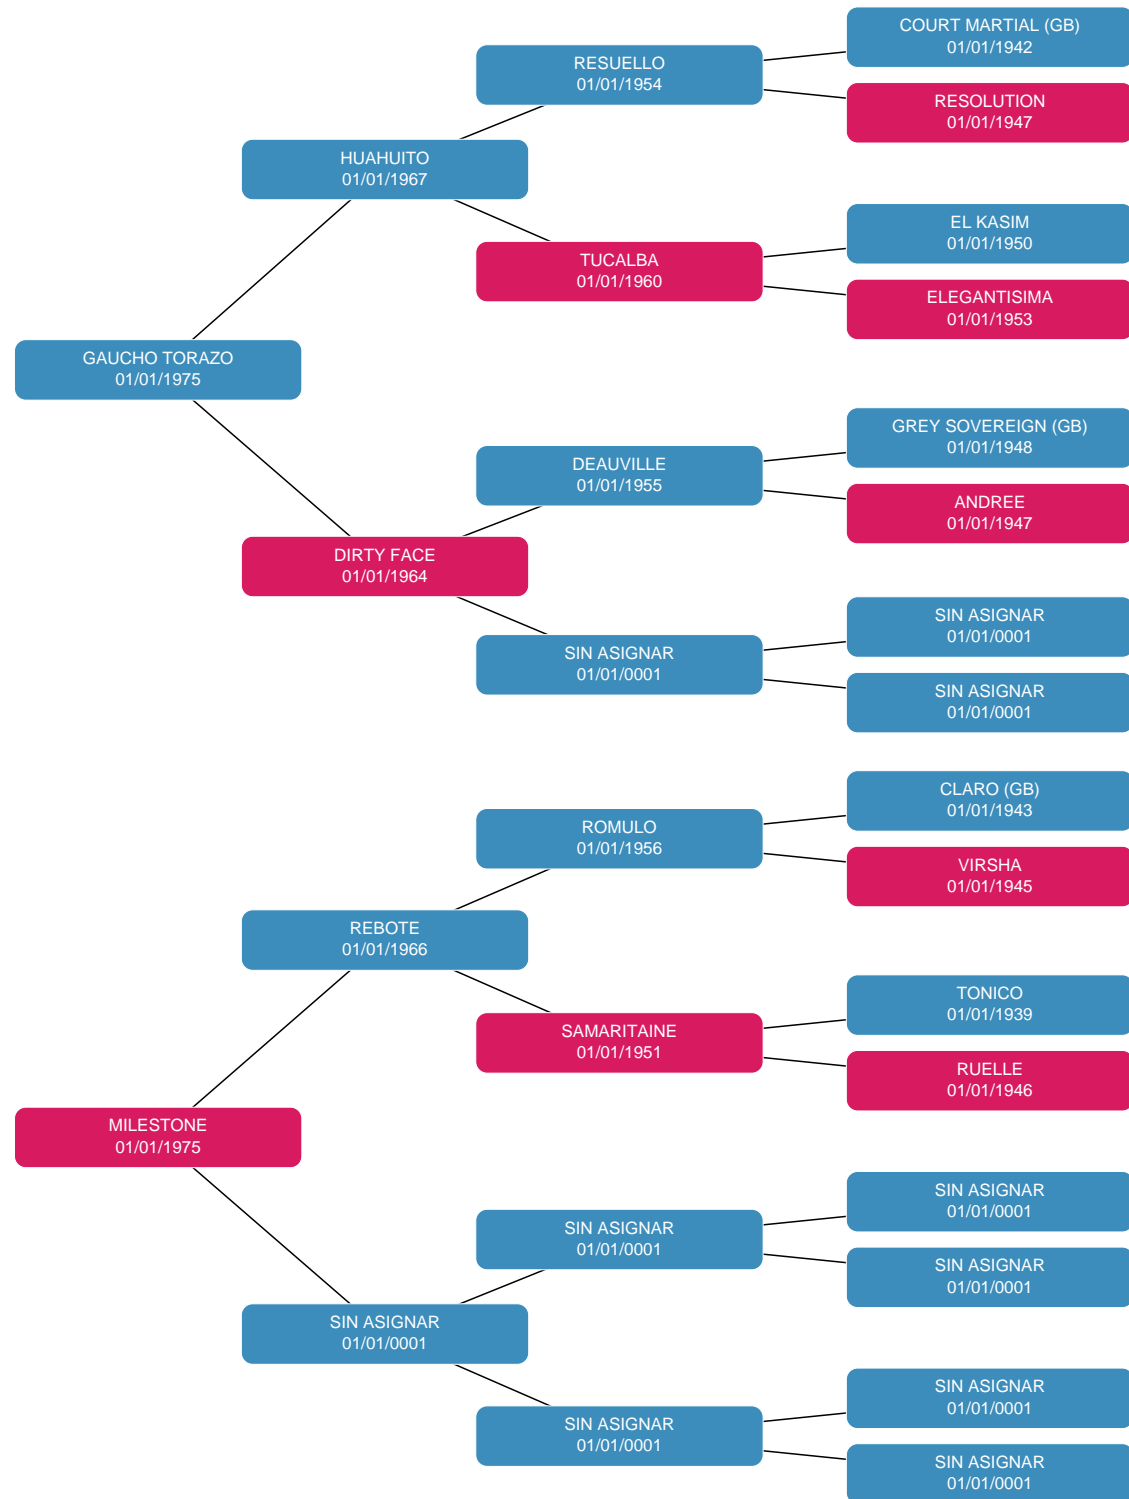 COURT MARTIAL (GB)
01/01/1942
RESUELLO
01/01/1954
RESOLUTION
01/01/1947
HUAHUITO
01/01/1967
EL KASIM
01/01/1950
TUCALBA
01/01/1960
ELEGANTISIMA
01/01/1953
GAUCHO TORAZO
01/01/1975
GREY SOVEREIGN (GB)
01/01/1948
DEAUVILLE
01/01/1955
ANDREE
01/01/1947
DIRTY FACE
01/01/1964
SIN ASIGNAR
01/01/0001
SIN ASIGNAR
01/01/0001
SIN ASIGNAR
01/01/0001
CLARO (GB)
01/01/1943
ROMULO
01/01/1956
VIRSHA
01/01/1945
REBOTE
01/01/1966
TONICO
01/01/1939
SAMARITAINE
01/01/1951
RUELLE
01/01/1946
MILESTONE
01/01/1975
SIN ASIGNAR
01/01/0001
SIN ASIGNAR
01/01/0001
SIN ASIGNAR
01/01/0001
SIN ASIGNAR
01/01/0001
SIN ASIGNAR
01/01/0001
SIN ASIGNAR
01/01/0001
SIN ASIGNAR
01/01/0001